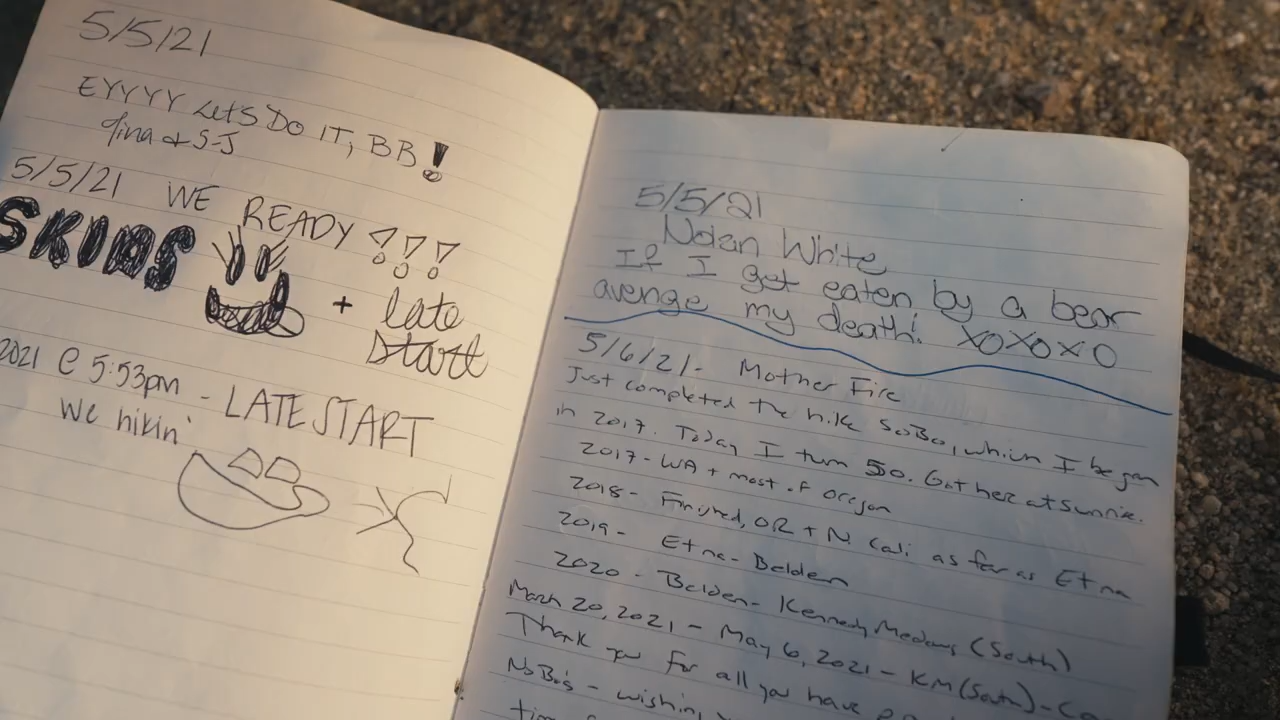 5/5/21
EYYYY Let'S DO IT, BB!
Gina & S-J
5/5/21 WE READY !!!
SKIDS + late
start
2021 @ 5:53pm - LATE START
We hikin'
5/5/21
Nolan White
If I get eaten by a bear
avenge my death! XOXOXO
5/6/21- Mother Fire
Just completed the hike SoBo, which I began
in 2017. Today I turn 50. Got here at sunrise.
2017- WA + most of Oregon
2018- Finished OR + N Cali as far as Etna
2019- Etna- Belden
2020 - Belden- Kennedy Meadows (South)
March 20, 2021 - May 6, 2021 - KM (South) - Ca
Thank you for all you have
NoBo's - wishing